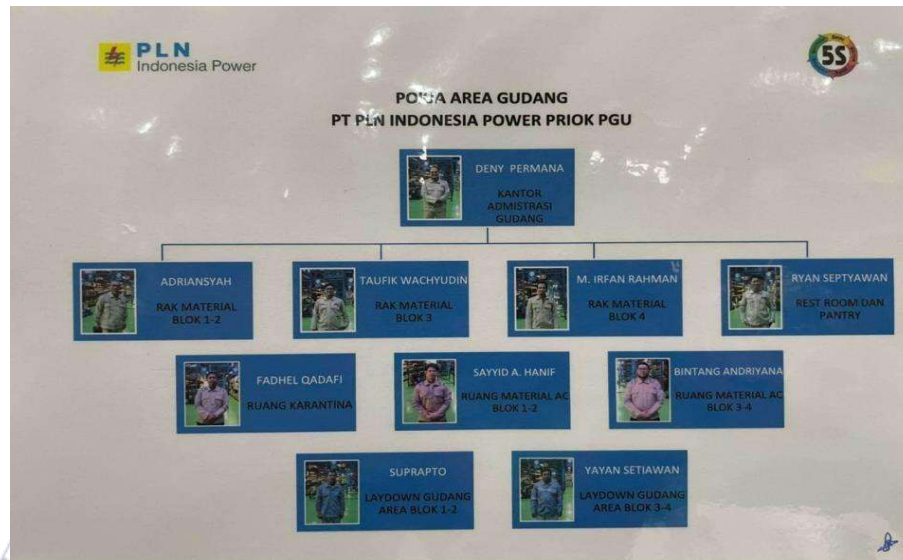 PLN
Indonesia Power
5S
POKJA AREA GUDANG
PT PLN INDONESIA POWER PRIOK PGU
DENY PERMANA
KANTOR
ADMISTRASI
GUDANG
ADRIANSYAH
RAK MATERIAL
BLOK 1-2
TAUFIK WACHYUDIN
RAK MATERIAL
BLOK 3
M. IRFAN RAHMAN
RAK MATERIAL
BLOK 4
RYAN SEPTYAWAN
REST ROOM DAN
PANTRY
FADHEL QADAFI
RUANG KARANTINA
SAYYID A. HANIF
RUANG MATERIAL AC
BLOK 1-2
BINTANG ANDRIYANA
RUANG MATERIAL AC
BLOK 3-4
SUPRAPTO
LAYDOWN GUDANG
AREA BLOK 1-2
YAYAN SETIAWAN
LAYDOWN GUDANG
AREA BLOK 3-4